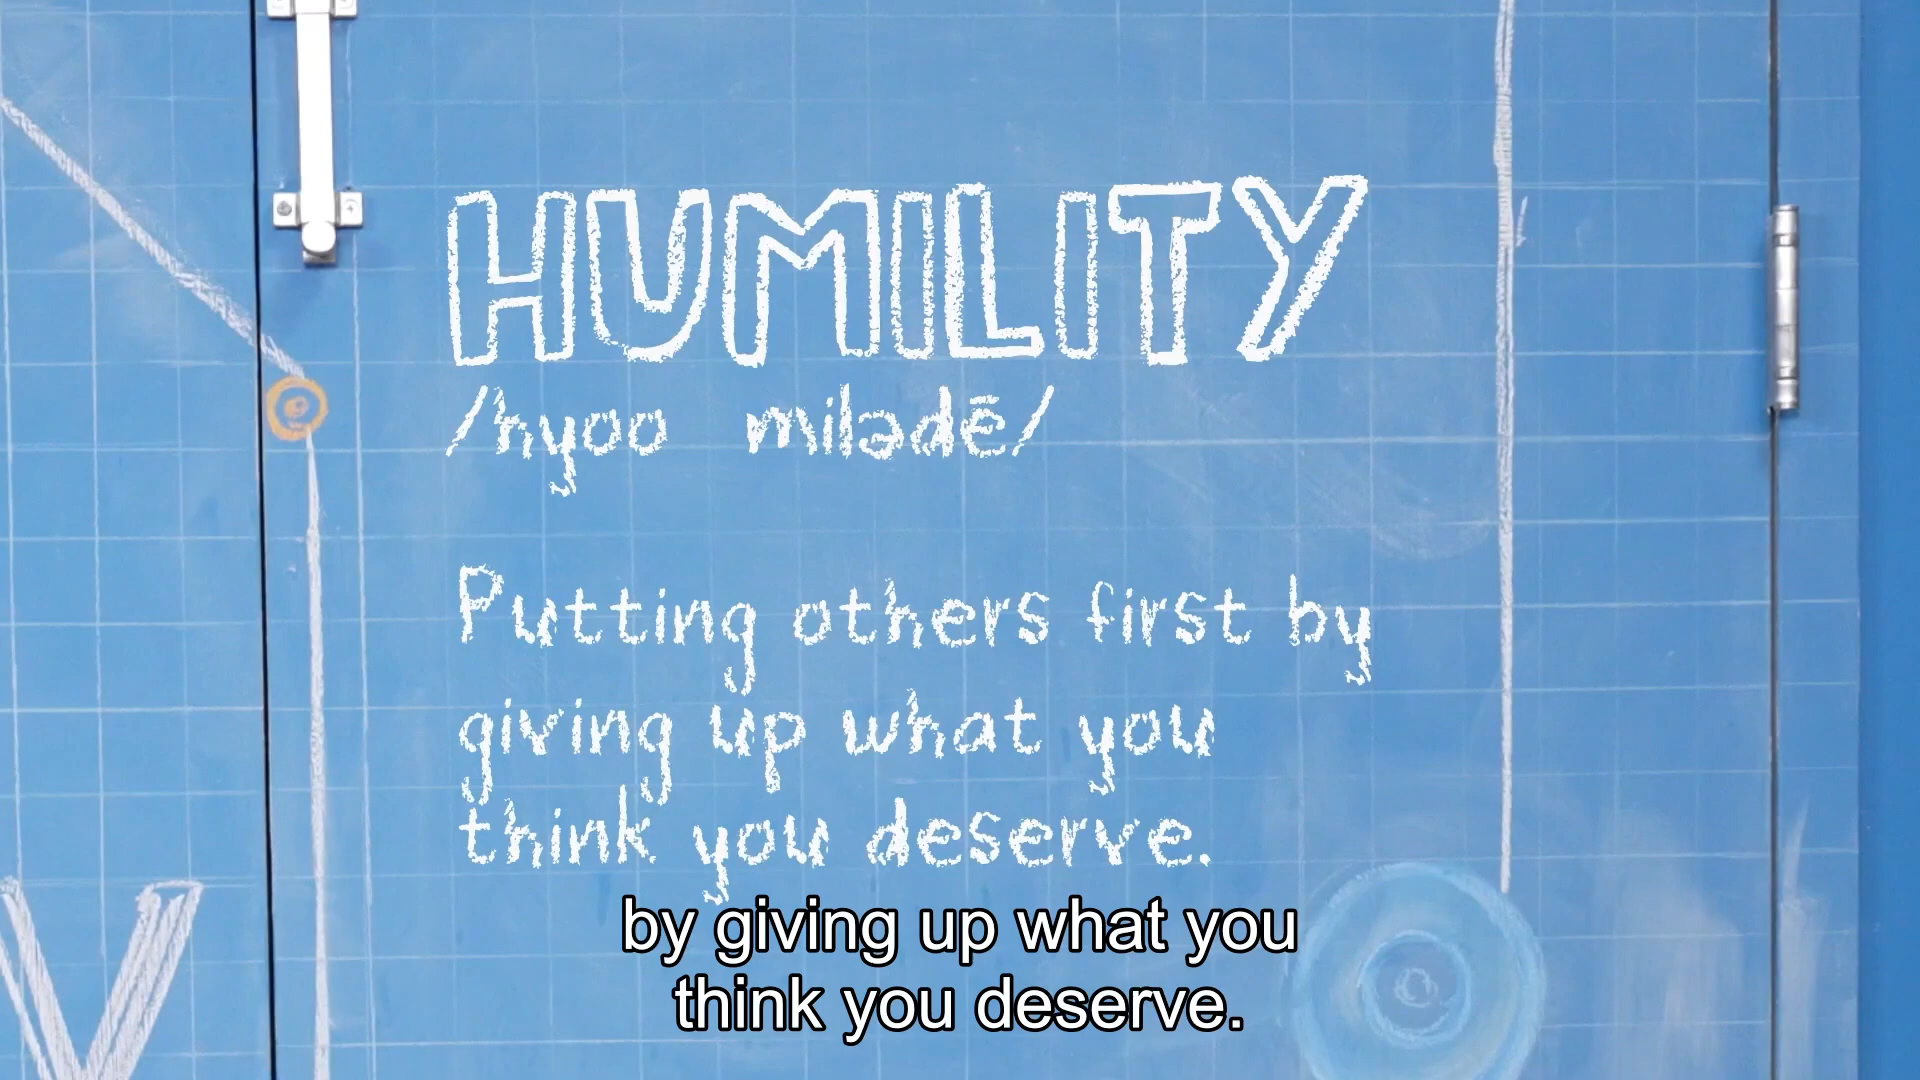 HUMILITY
/hyoo milədē/
Putting others first by
giving up what you
think you deserve.
by giving up what you
think you deserve.